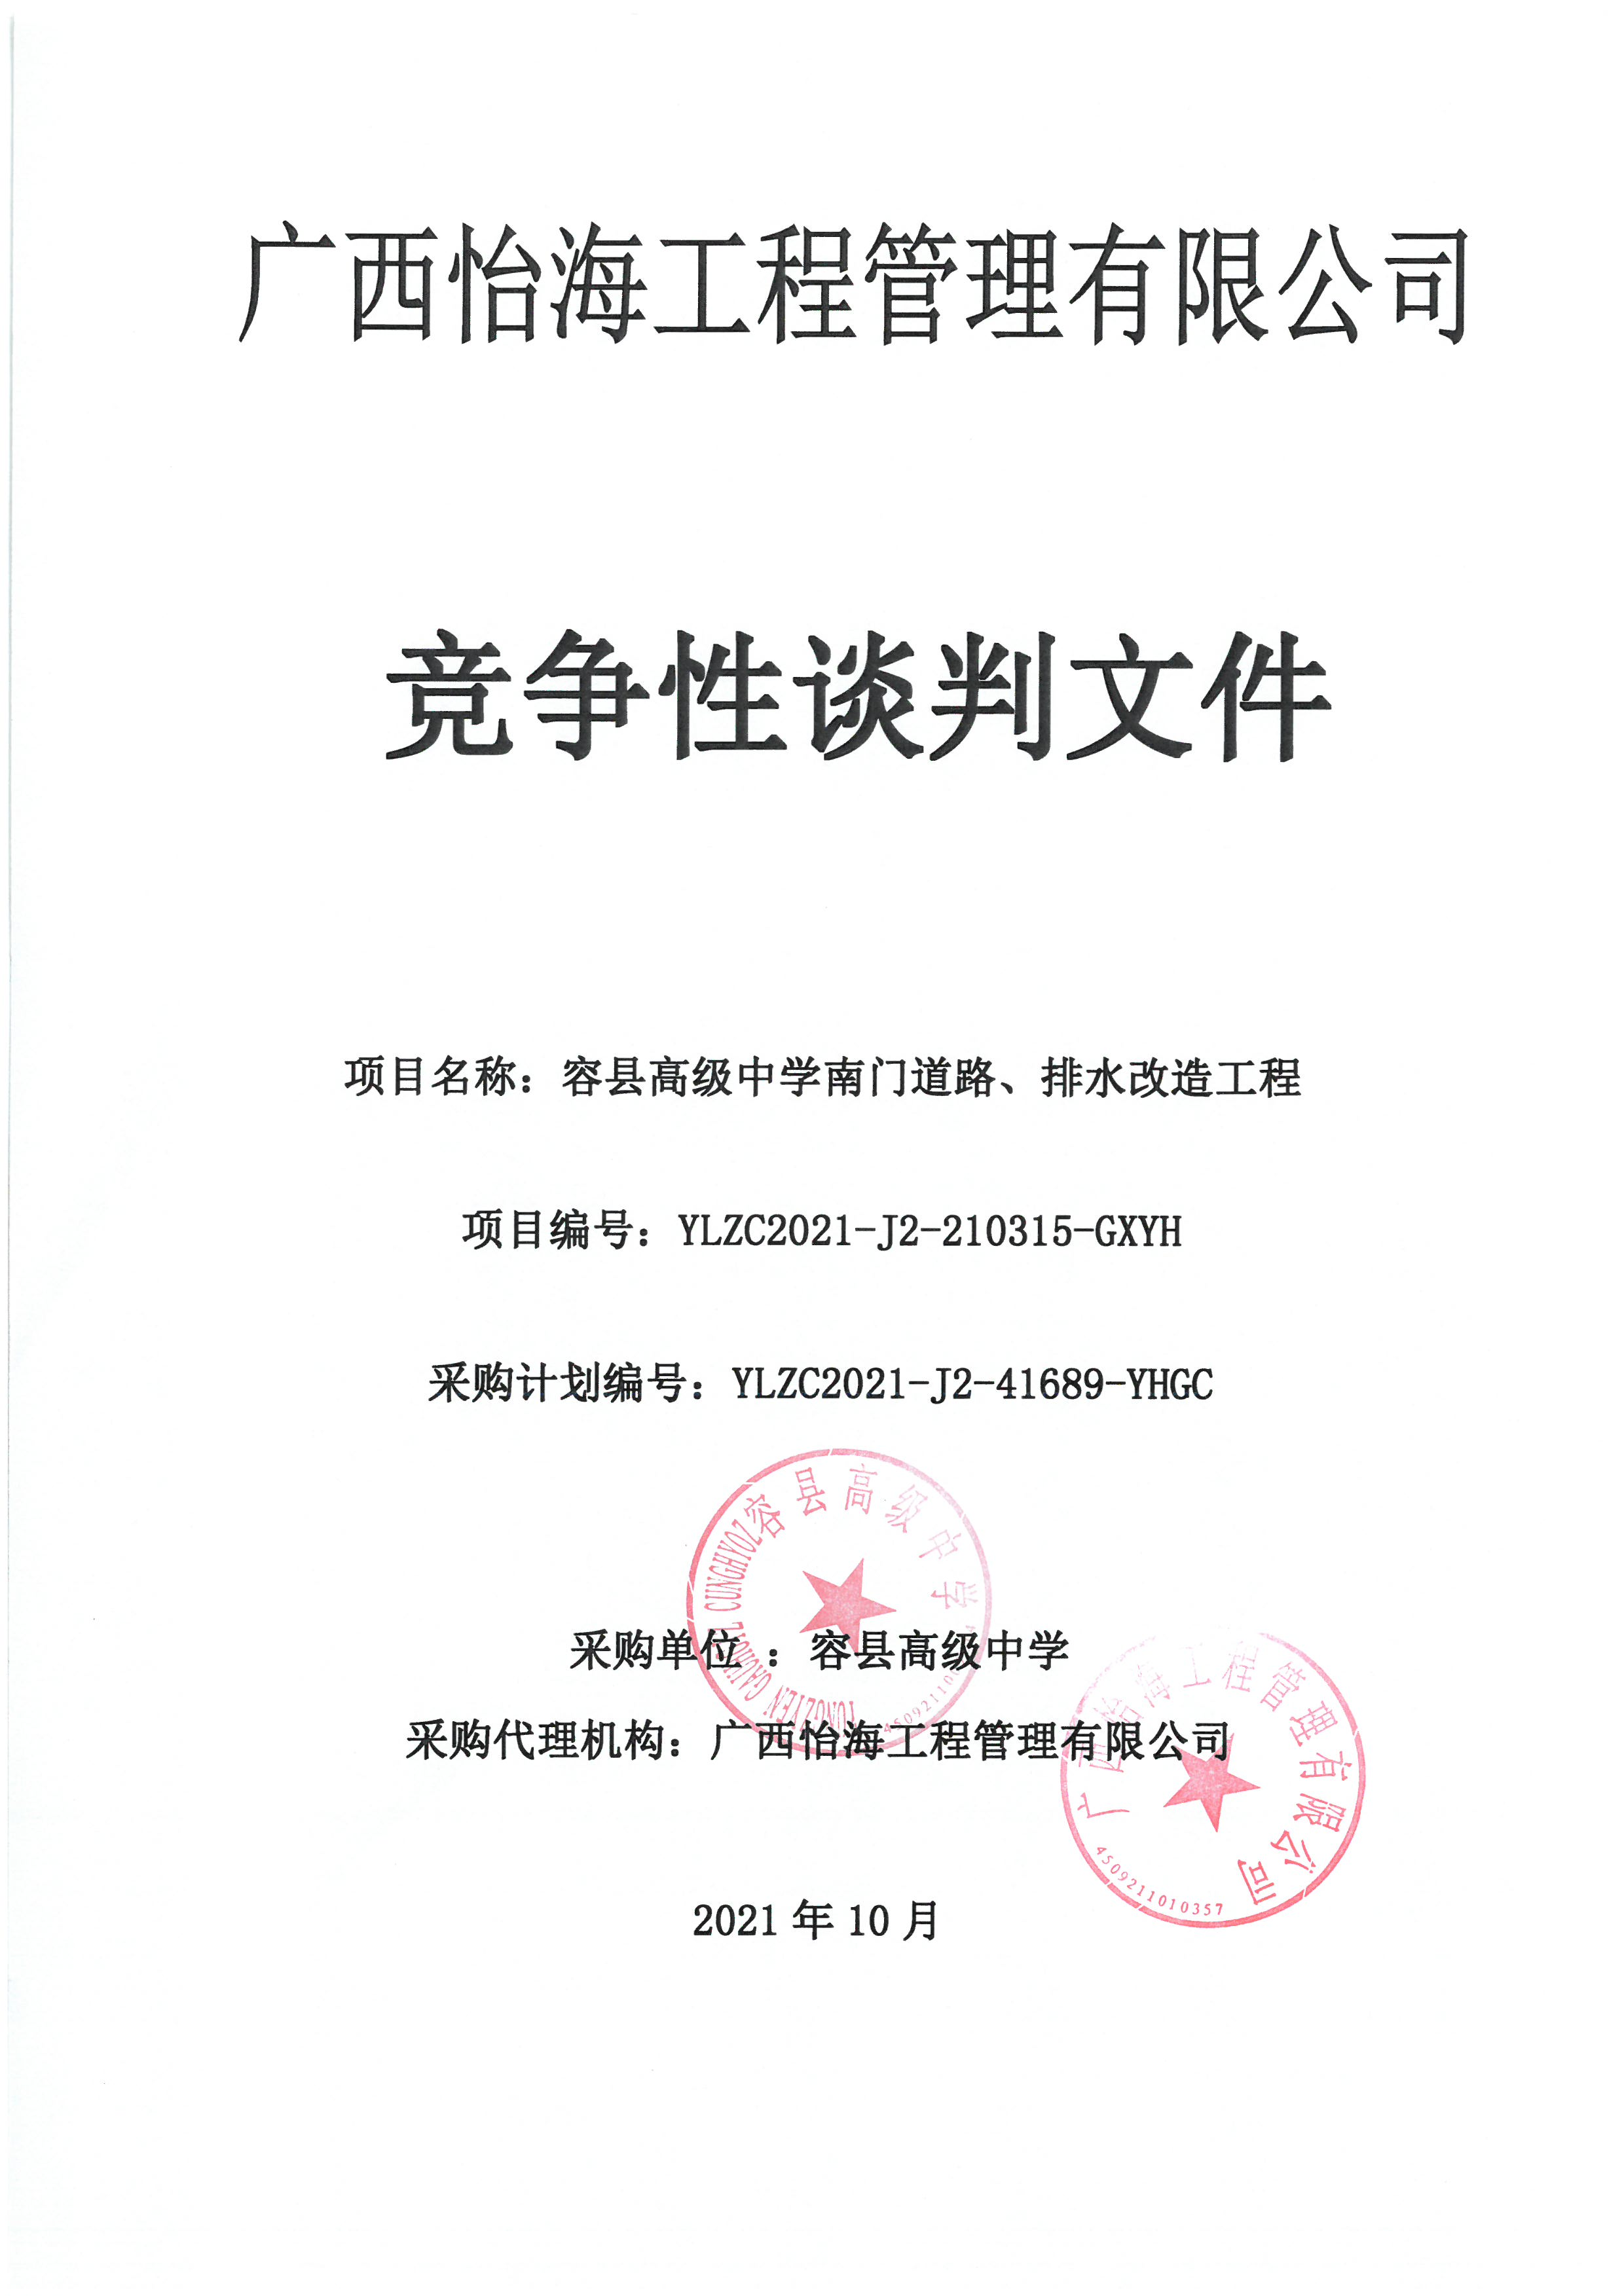 广西怡海工程管理有限公司
竞争性谈判文件
项目名称：容县高级中学南门道路、排水改造工程
项目编号：YLZC2021-J2-210315-GXYH
采购计划编号：YLZC2021-J2-41689-YHGC
容县高级中学
采购单位 ：容县高级中学
采购代理机构：广西怡海工程管理有限公司
广西怡海工程管理有限公司
4509211010357
2021 年 10 月